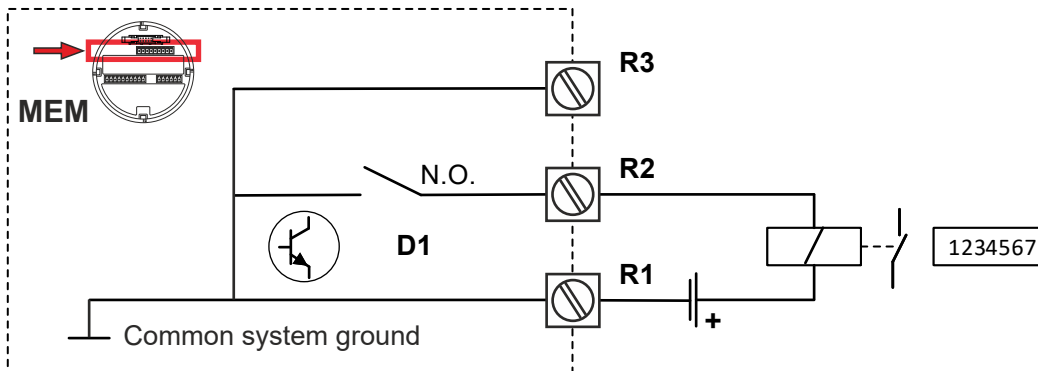 R3
MEM
N.O.
R2
D1
1234567
R1
+
Common system ground